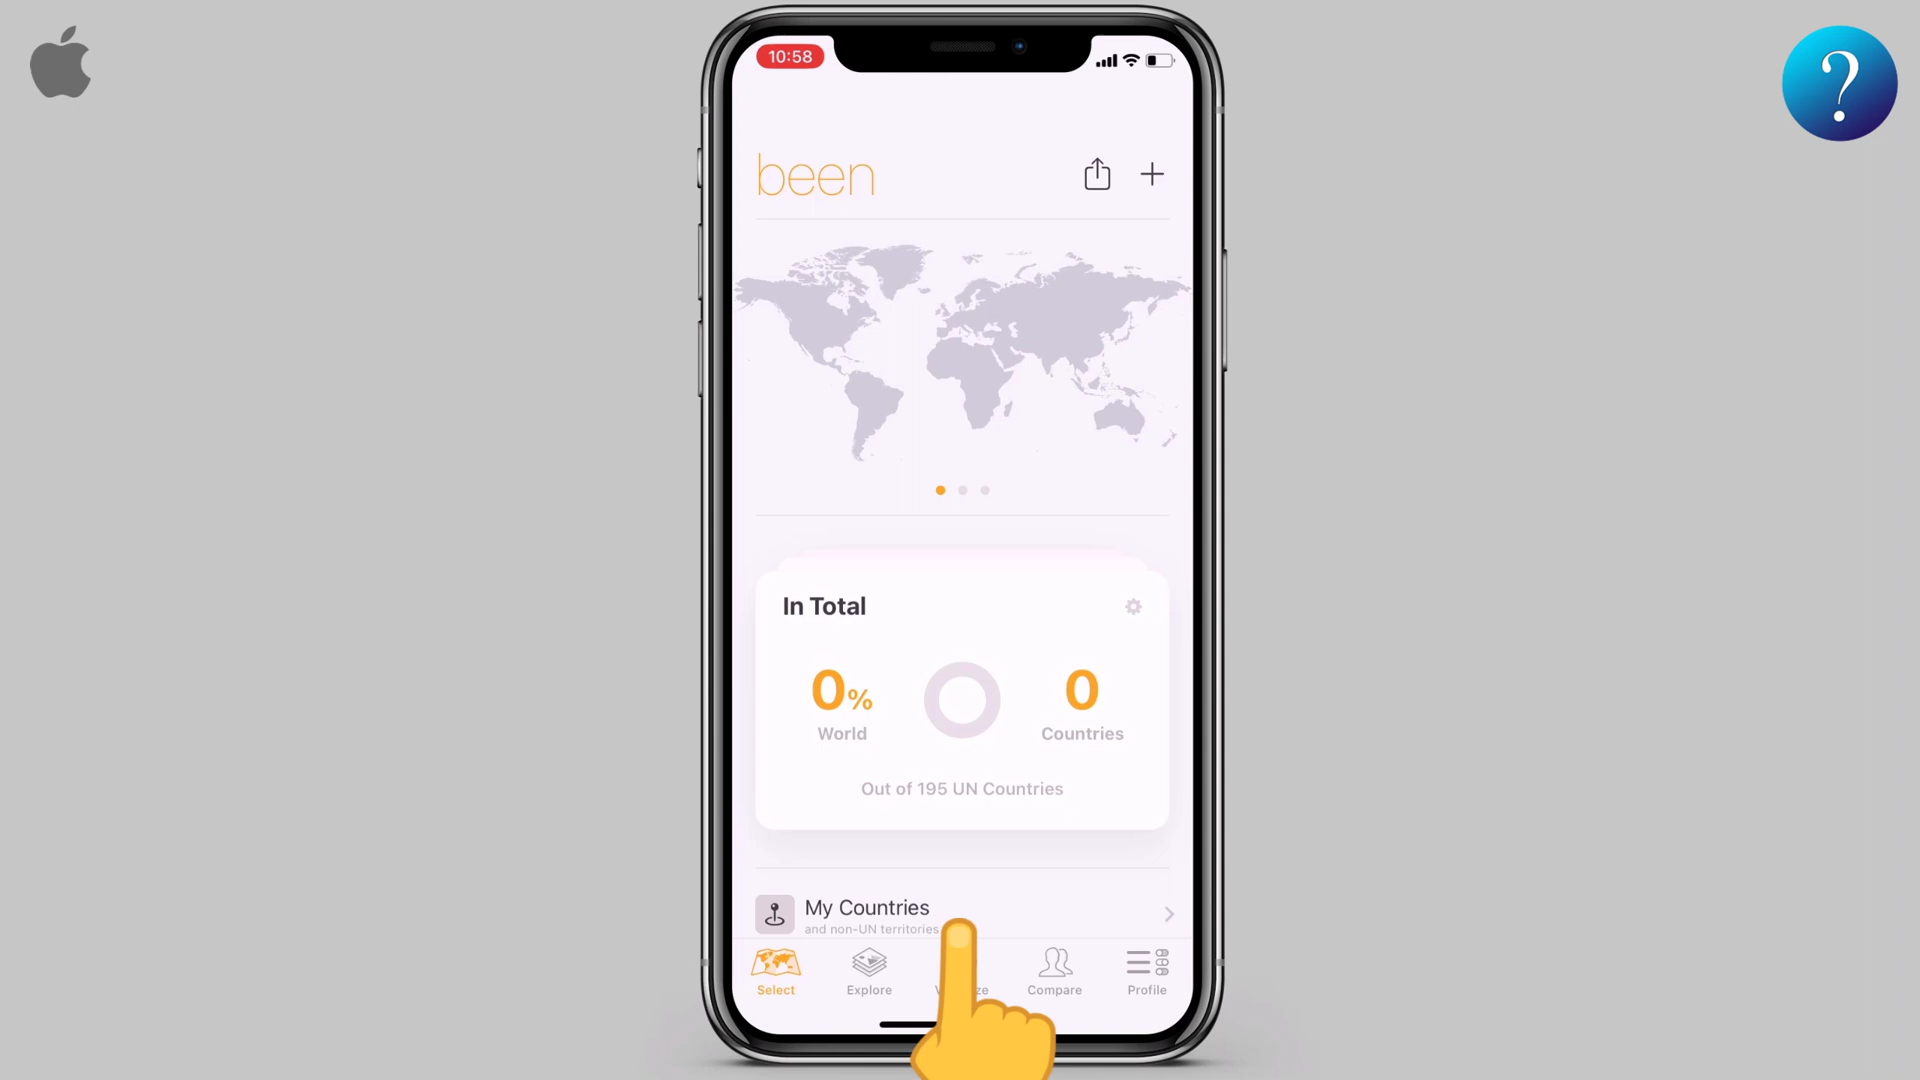 10:58
been
In Total
0%
World
0
Countries
Out of 195 UN Countries
My Countries
and non-UN territories
Select
Explore
Compare
Profile
?